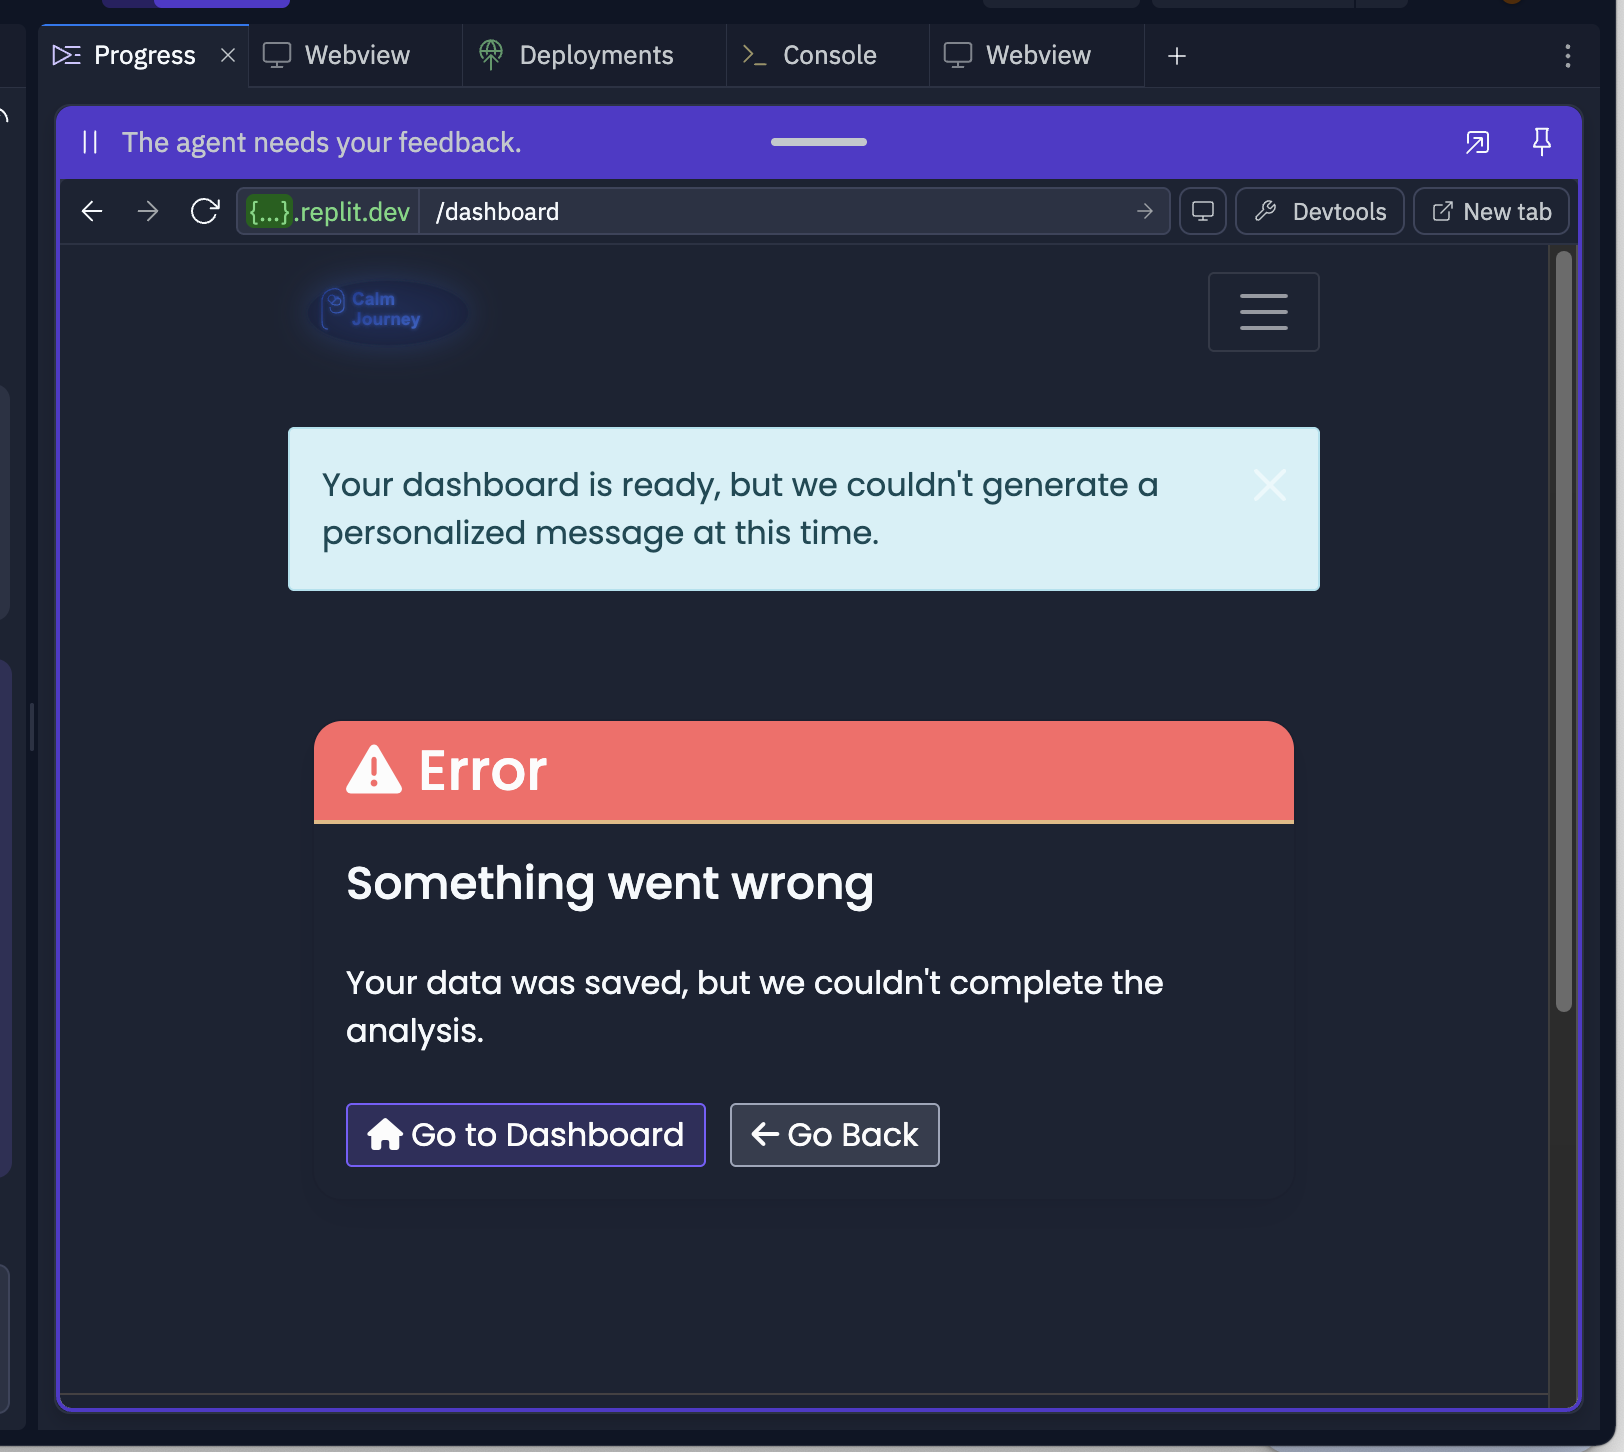 Progress
Webview
Deployments
Console
Webview
The agent needs your feedback.
{...}.replit.dev
/dashboard
Devtools
New tab
Calm
Journey
Your dashboard is ready, but we couldn't generate a
personalized message at this time.
Error
Something went wrong
Your data was saved, but we couldn't complete the
analysis.
Go to Dashboard
Go Back